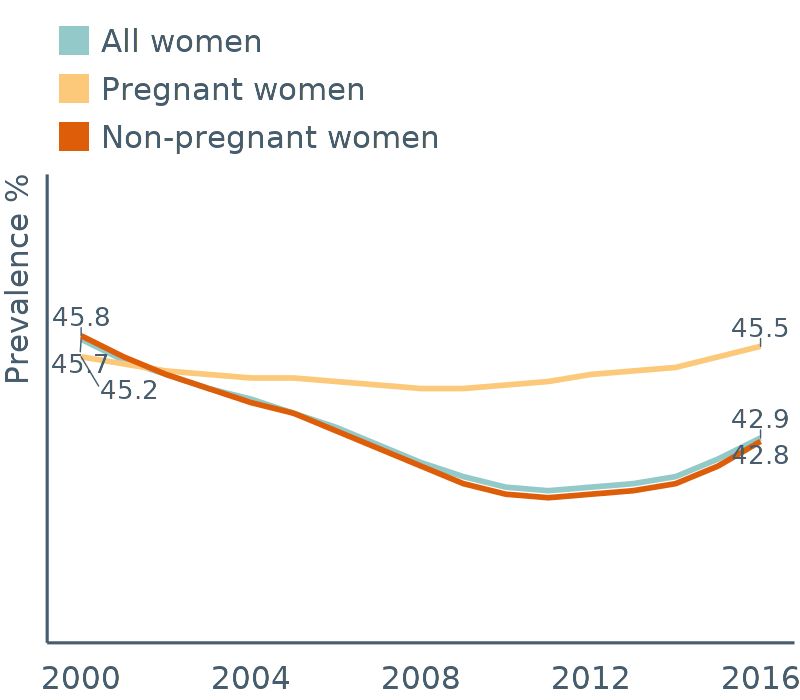 All women
Pregnant women
Non-pregnant women
Prevalence %
45.8
45.7
45.2
45.5
42.9
42.8
2000 2004 2008 2012 2016